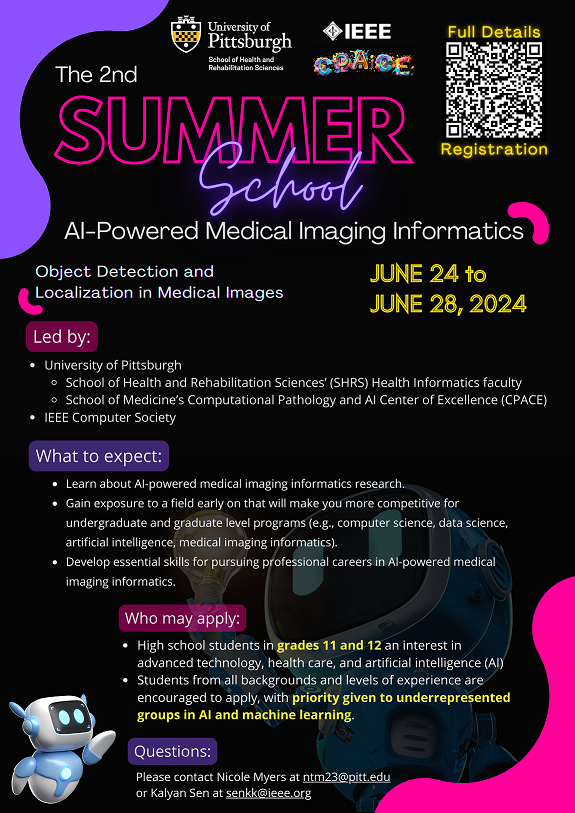 University of
Pittsburgh
School of Health and
Rehabilitation Sciences
IEEE
CPACE
Full Details
Registration
The 2nd
SUMMER
School
AI-Powered Medical Imaging Informatics
Object Detection and
Localization in Medical Images
JUNE 24 to
JUNE 28, 2024
Led by:
• University of Pittsburgh
◦ School of Health and Rehabilitation Sciences' (SHRS) Health Informatics faculty
◦ School of Medicine's Computational Pathology and AI Center of Excellence (CPACE)
• IEEE Computer Society
What to expect:
• Learn about AI-powered medical imaging informatics research.
• Gain exposure to a field early on that will make you more competitive for
undergraduate and graduate level programs (e.g., computer science, data science,
artificial intelligence, medical imaging informatics).
• Develop essential skills for pursuing professional careers in AI-powered medical
imaging informatics.
Who may apply:
• High school students in grades 11 and 12 an interest in
advanced technology, health care, and artificial intelligence (AI)
• Students from all backgrounds and levels of experience are
encouraged to apply, with priority given to underrepresented
groups in AI and machine learning.
Questions:
Please contact Nicole Myers at ntm23@pitt.edu
or Kalyan Sen at senkk@ieee.org